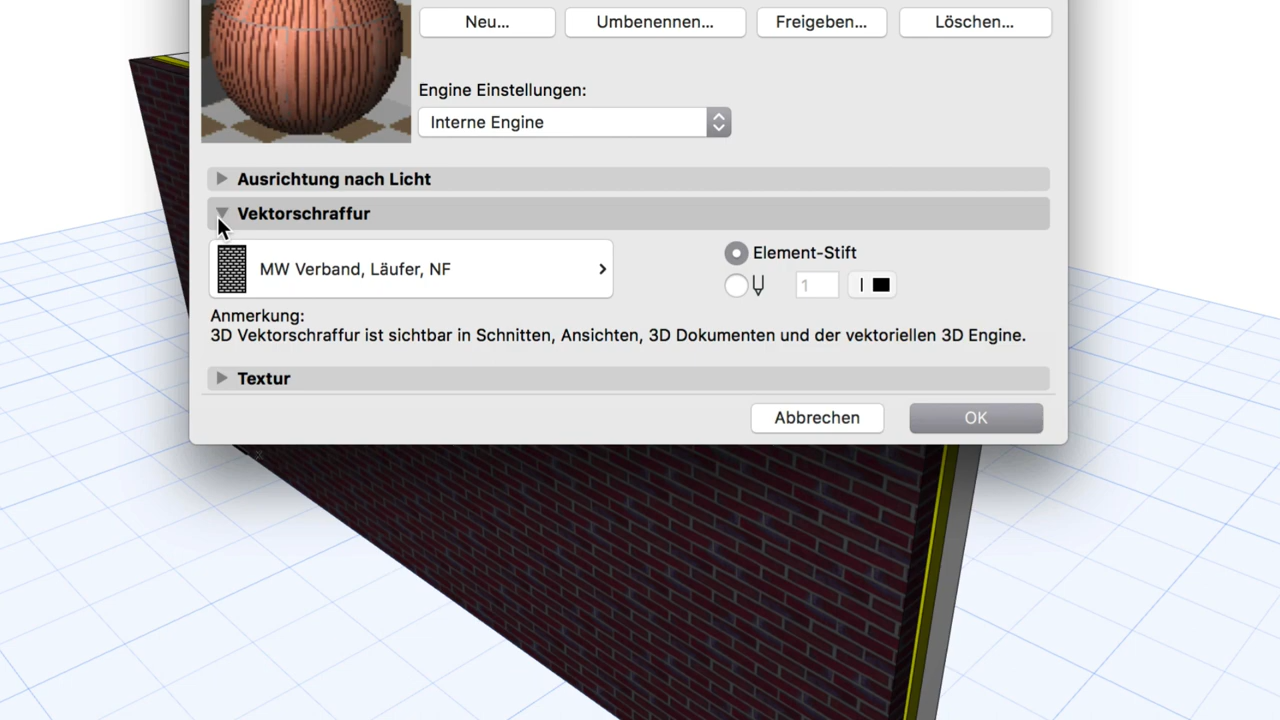 Neu... Umbenennen... Freigeben... Löschen...
Engine Einstellungen:
Interne Engine
Ausrichtung nach Licht
Vektorschraffur
MW Verband, Läufer, NF
Element-Stift
1
Anmerkung:
3D Vektorschraffur ist sichtbar in Schnitten, Ansichten, 3D Dokumenten und der vektoriellen 3D Engine.
Textur
Abbrechen OK